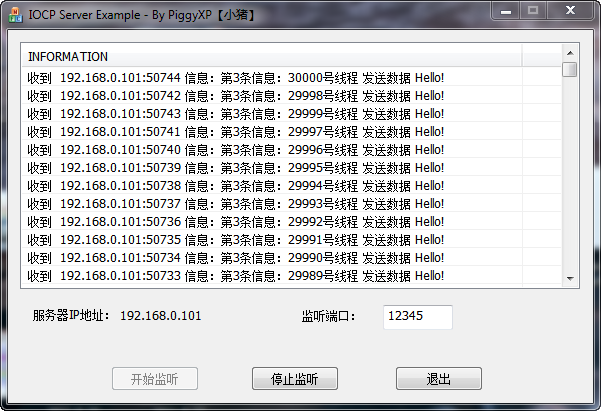 IOCP Server Example - By PiggyXP【小猪】
INFORMATION
收到 192.168.0.101:50744 信息：第3条信息：30000号线程 发送数据 Hello!
收到 192.168.0.101:50742 信息：第3条信息：29998号线程 发送数据 Hello!
收到 192.168.0.101:50743 信息：第3条信息：29999号线程 发送数据 Hello!
收到 192.168.0.101:50741 信息：第3条信息：29997号线程 发送数据 Hello!
收到 192.168.0.101:50740 信息：第3条信息：29996号线程 发送数据 Hello!
收到 192.168.0.101:50739 信息：第3条信息：29995号线程 发送数据 Hello!
收到 192.168.0.101:50738 信息：第3条信息：29994号线程 发送数据 Hello!
收到 192.168.0.101:50737 信息：第3条信息：29993号线程 发送数据 Hello!
收到 192.168.0.101:50736 信息：第3条信息：29992号线程 发送数据 Hello!
收到 192.168.0.101:50735 信息：第3条信息：29991号线程 发送数据 Hello!
收到 192.168.0.101:50734 信息：第3条信息：29990号线程 发送数据 Hello!
收到 192.168.0.101:50733 信息：第3条信息：29989号线程 发送数据 Hello!
服务器IP地址： 192.168.0.101 监听端口： 12345
开始监听 停止监听 退出